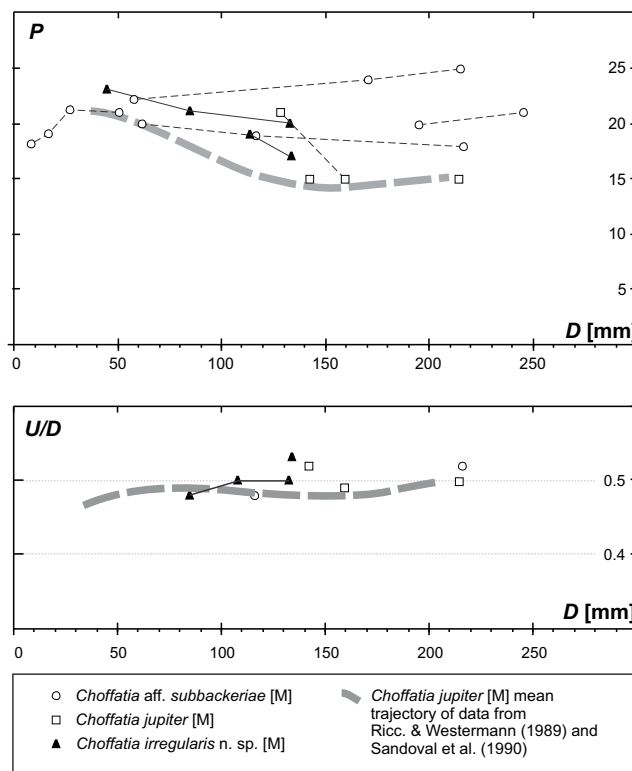 P
25
20
15
10
5
D [mm]
0 50 100 150 200 250
U/D
0.5
0.4
D [mm]
0 50 100 150 200 250
Choffatia aff. subbackeriae [M]
Choffatia jupiter [M]
Choffatia irregularis n. sp. [M]
Choffatia jupiter [M] mean
trajectory of data from
Ricc. & Westermann (1989) and
Sandoval et al. (1990)